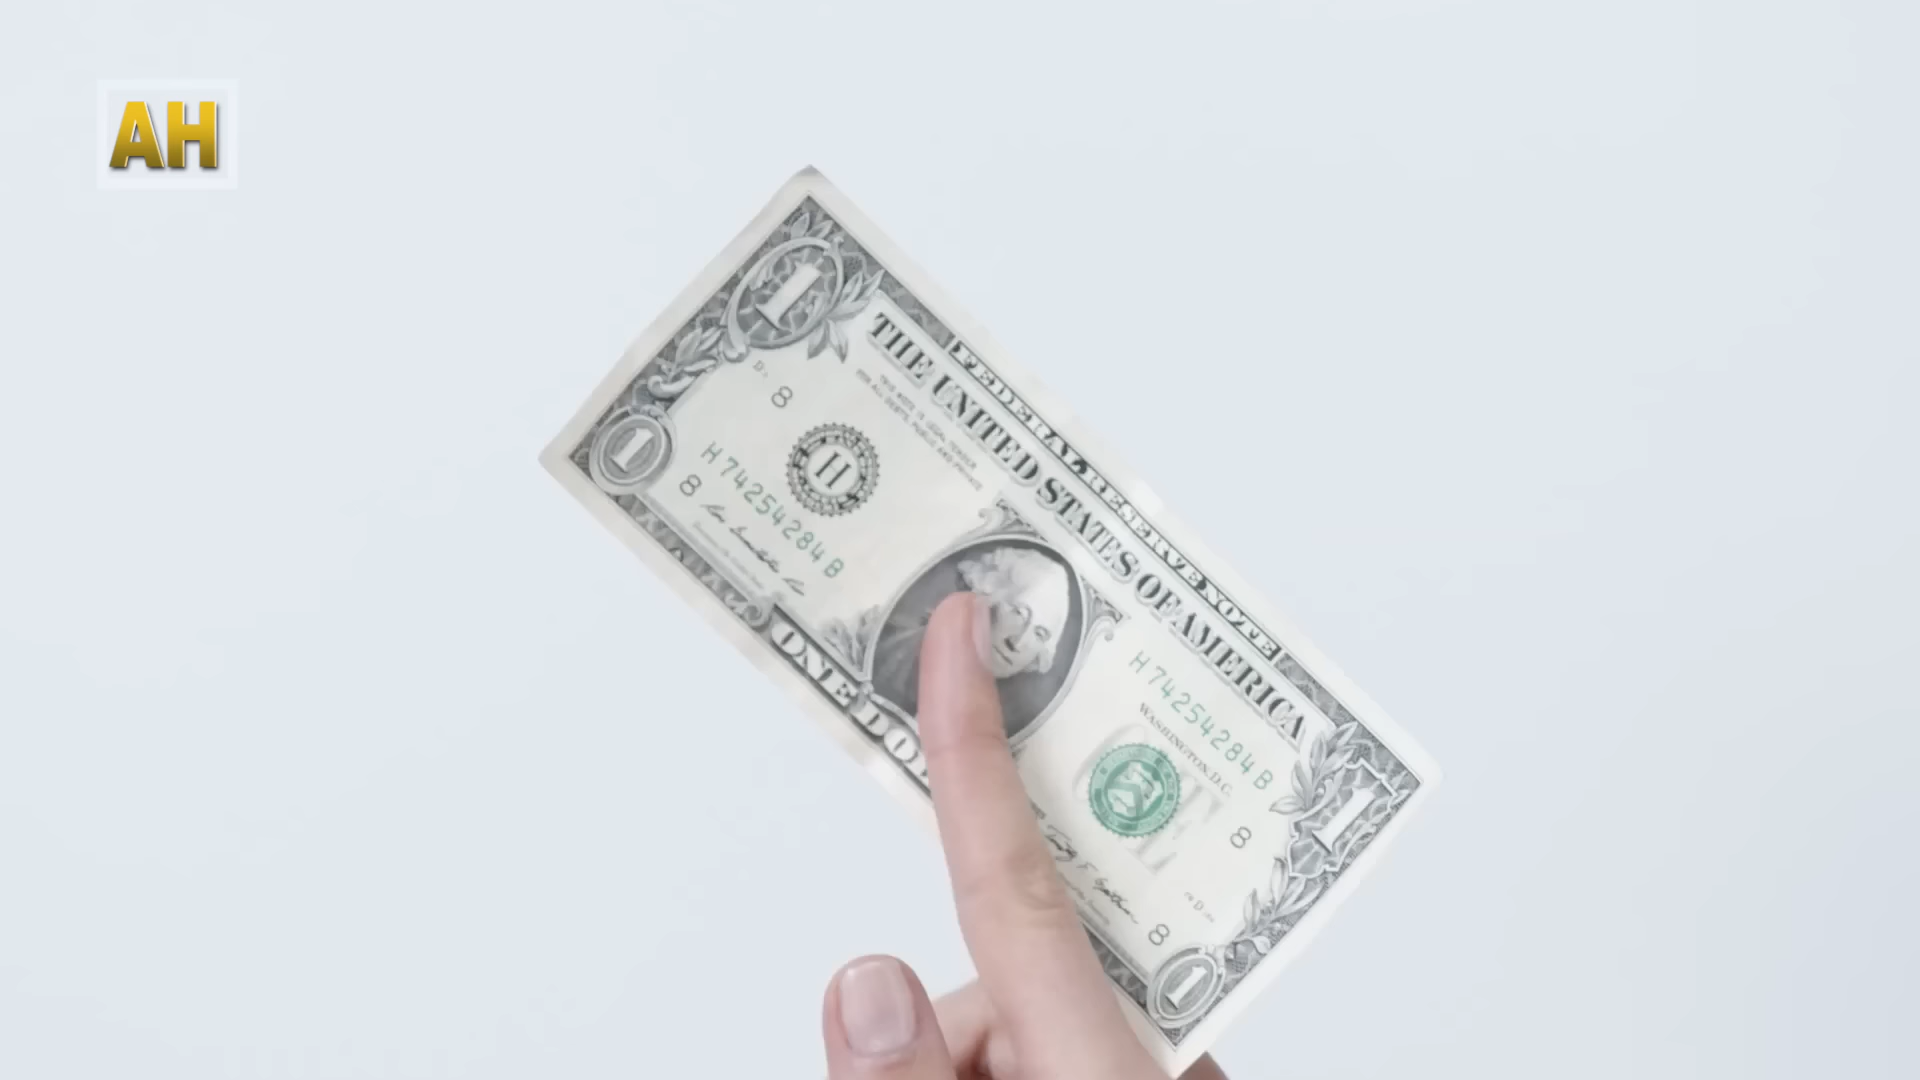 AH
FEDERAL RESERVE NOTE
THE UNITED STATES OF AMERICA
THIS NOTE IS LEGAL TENDER
FOR ALL DEBTS, PUBLIC AND PRIVATE
1
1
8
H
H 74254284 B
8
H 74254284 B
WASHINGTON, D.C.
8
8
1
1
ONE DOL